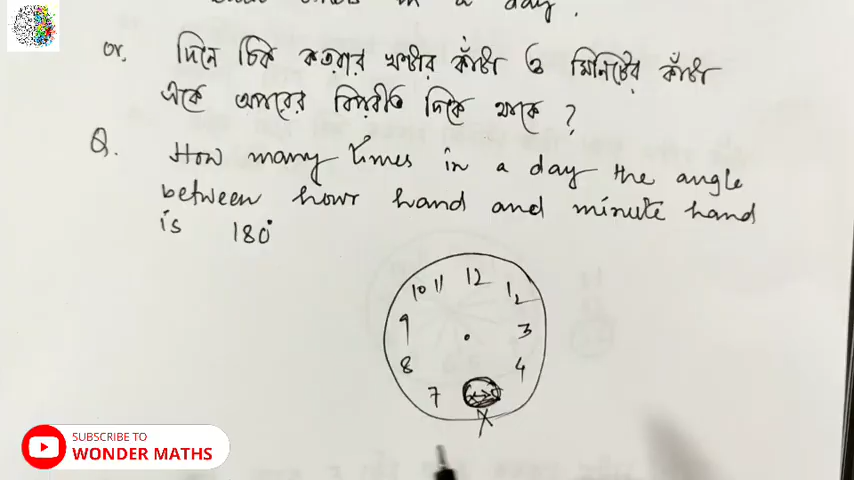 in a day.
or. দিনে ঠিক কতবার ঘণ্টার কাঁটা ও মিনিটের কাঁটা
একে অপরের বিপরীত দিকে থাকে ?
Q. How many times in a day the angle
between hour hand and minute hand
is 180°
12
11
10
1
2
9
3
8
4
7
SUBSCRIBE TO
WONDER MATHS